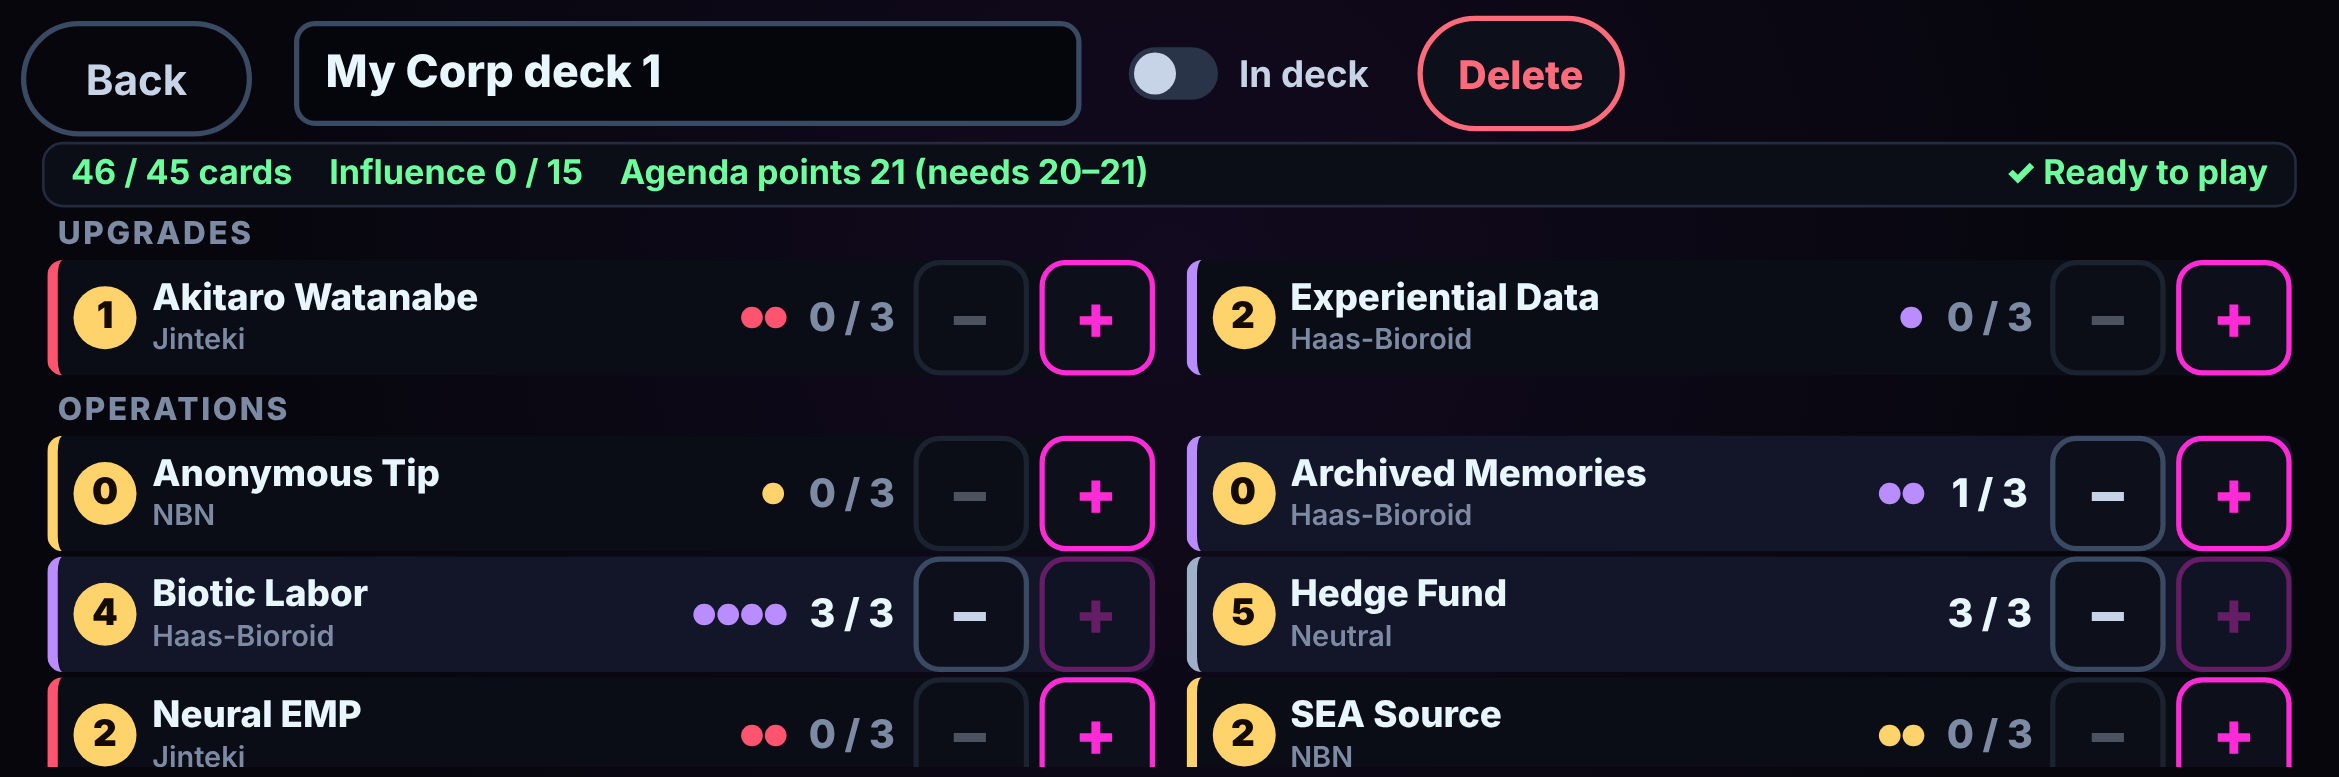 Back My Corp deck 1 In deck Delete
46 / 45 cards Influence 0 / 15 Agenda points 21 (needs 20–21) ✓ Ready to play
UPGRADES
1 Akitaro Watanabe 0 / 3 − +
Jinteki
2 Experiential Data 0 / 3 − +
Haas-Bioroid
OPERATIONS
0 Anonymous Tip 0 / 3 − +
NBN
0 Archived Memories 1 / 3 − +
Haas-Bioroid
4 Biotic Labor 3 / 3 − +
Haas-Bioroid
5 Hedge Fund 3 / 3 − +
Neutral
2 Neural EMP 0 / 3 − +
Jinteki
2 SEA Source 0 / 3 − +
NBN